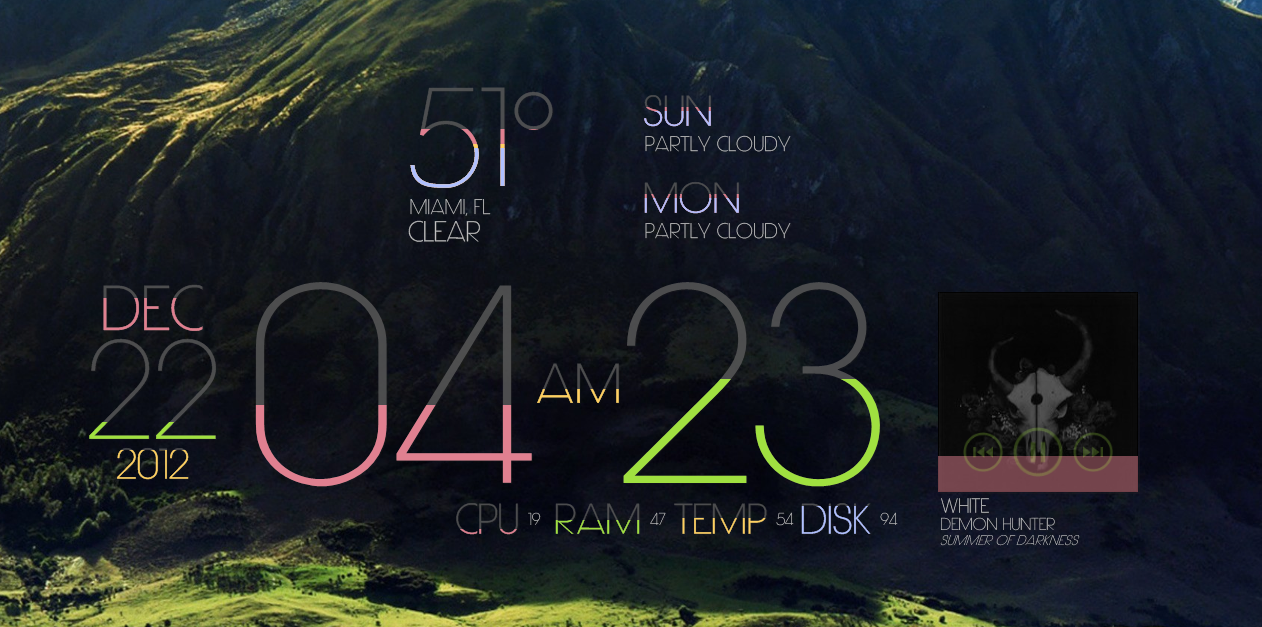 51°
MIAMI, FL
CLEAR
SUN
PARTLY CLOUDY
MON
PARTLY CLOUDY
DEC
22
2012
04 AM 23
CPU 19 RAM 47 TEMP 54 DISK 94
WHITE
DEMON HUNTER
SUMMER OF DARKNESS